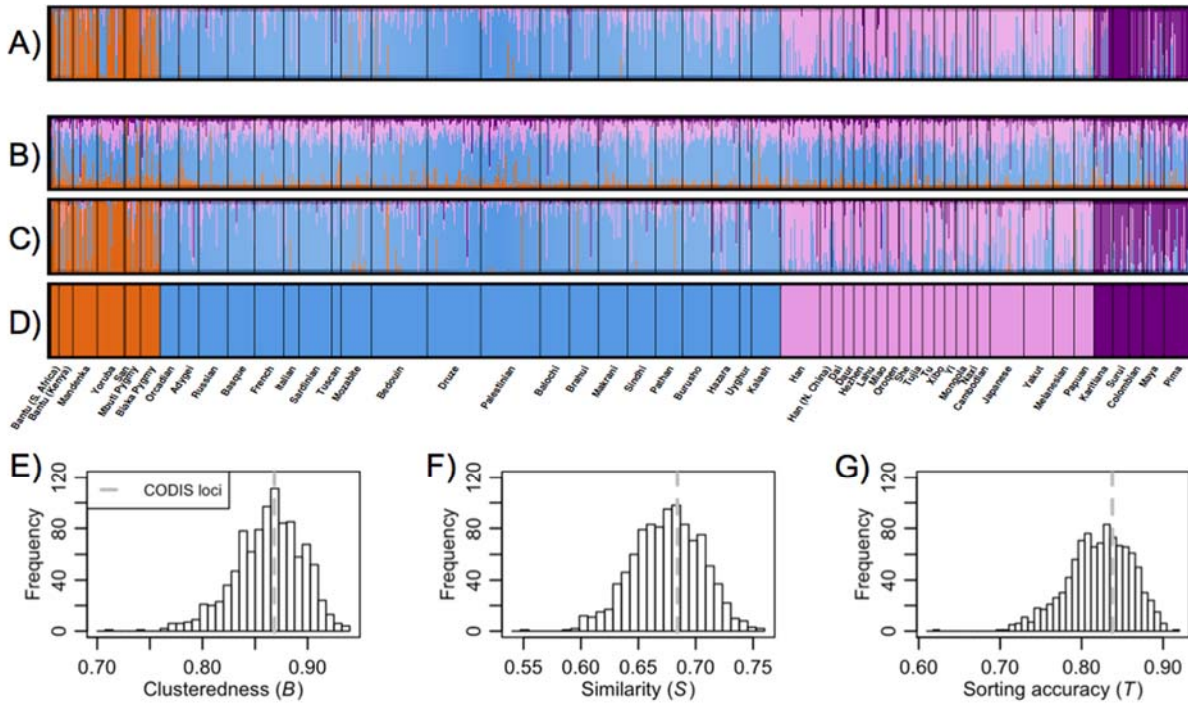 A)
B)
C)
D)
Bantu (S. Africa)
Bantu (Kenya)
Mandenka
Yoruba
San
Mbuti Pygmy
Biaka Pygmy
Orcadian
Adygei
Russian
Basque
French
Italian
Sardinian
Tuscan
Mozabite
Bedouin
Druze
Palestinian
Balochi
Brahui
Makrani
Sindhi
Pathan
Burusho
Hazara
Uyghur
Kalash
Han
Han (N. China)
Dai
Daur
Hezhen
Lahu
Miao
Oroqen
She
Tujia
Tu
Xibo
Yi
Mongola
Naxi
Cambodian
Japanese
Yakut
Melanesian
Papuan
Karitiana
Surui
Colombian
Maya
Pima
E)
120
80
40
0
Frequency
CODIS loci
0.70
0.80
0.90
Clusteredness (B)
F)
120
80
40
0
Frequency
0.55
0.60
0.65
0.70
0.75
Similarity (S)
G)
120
80
40
0
Frequency
0.60
0.70
0.80
0.90
Sorting accuracy (T)